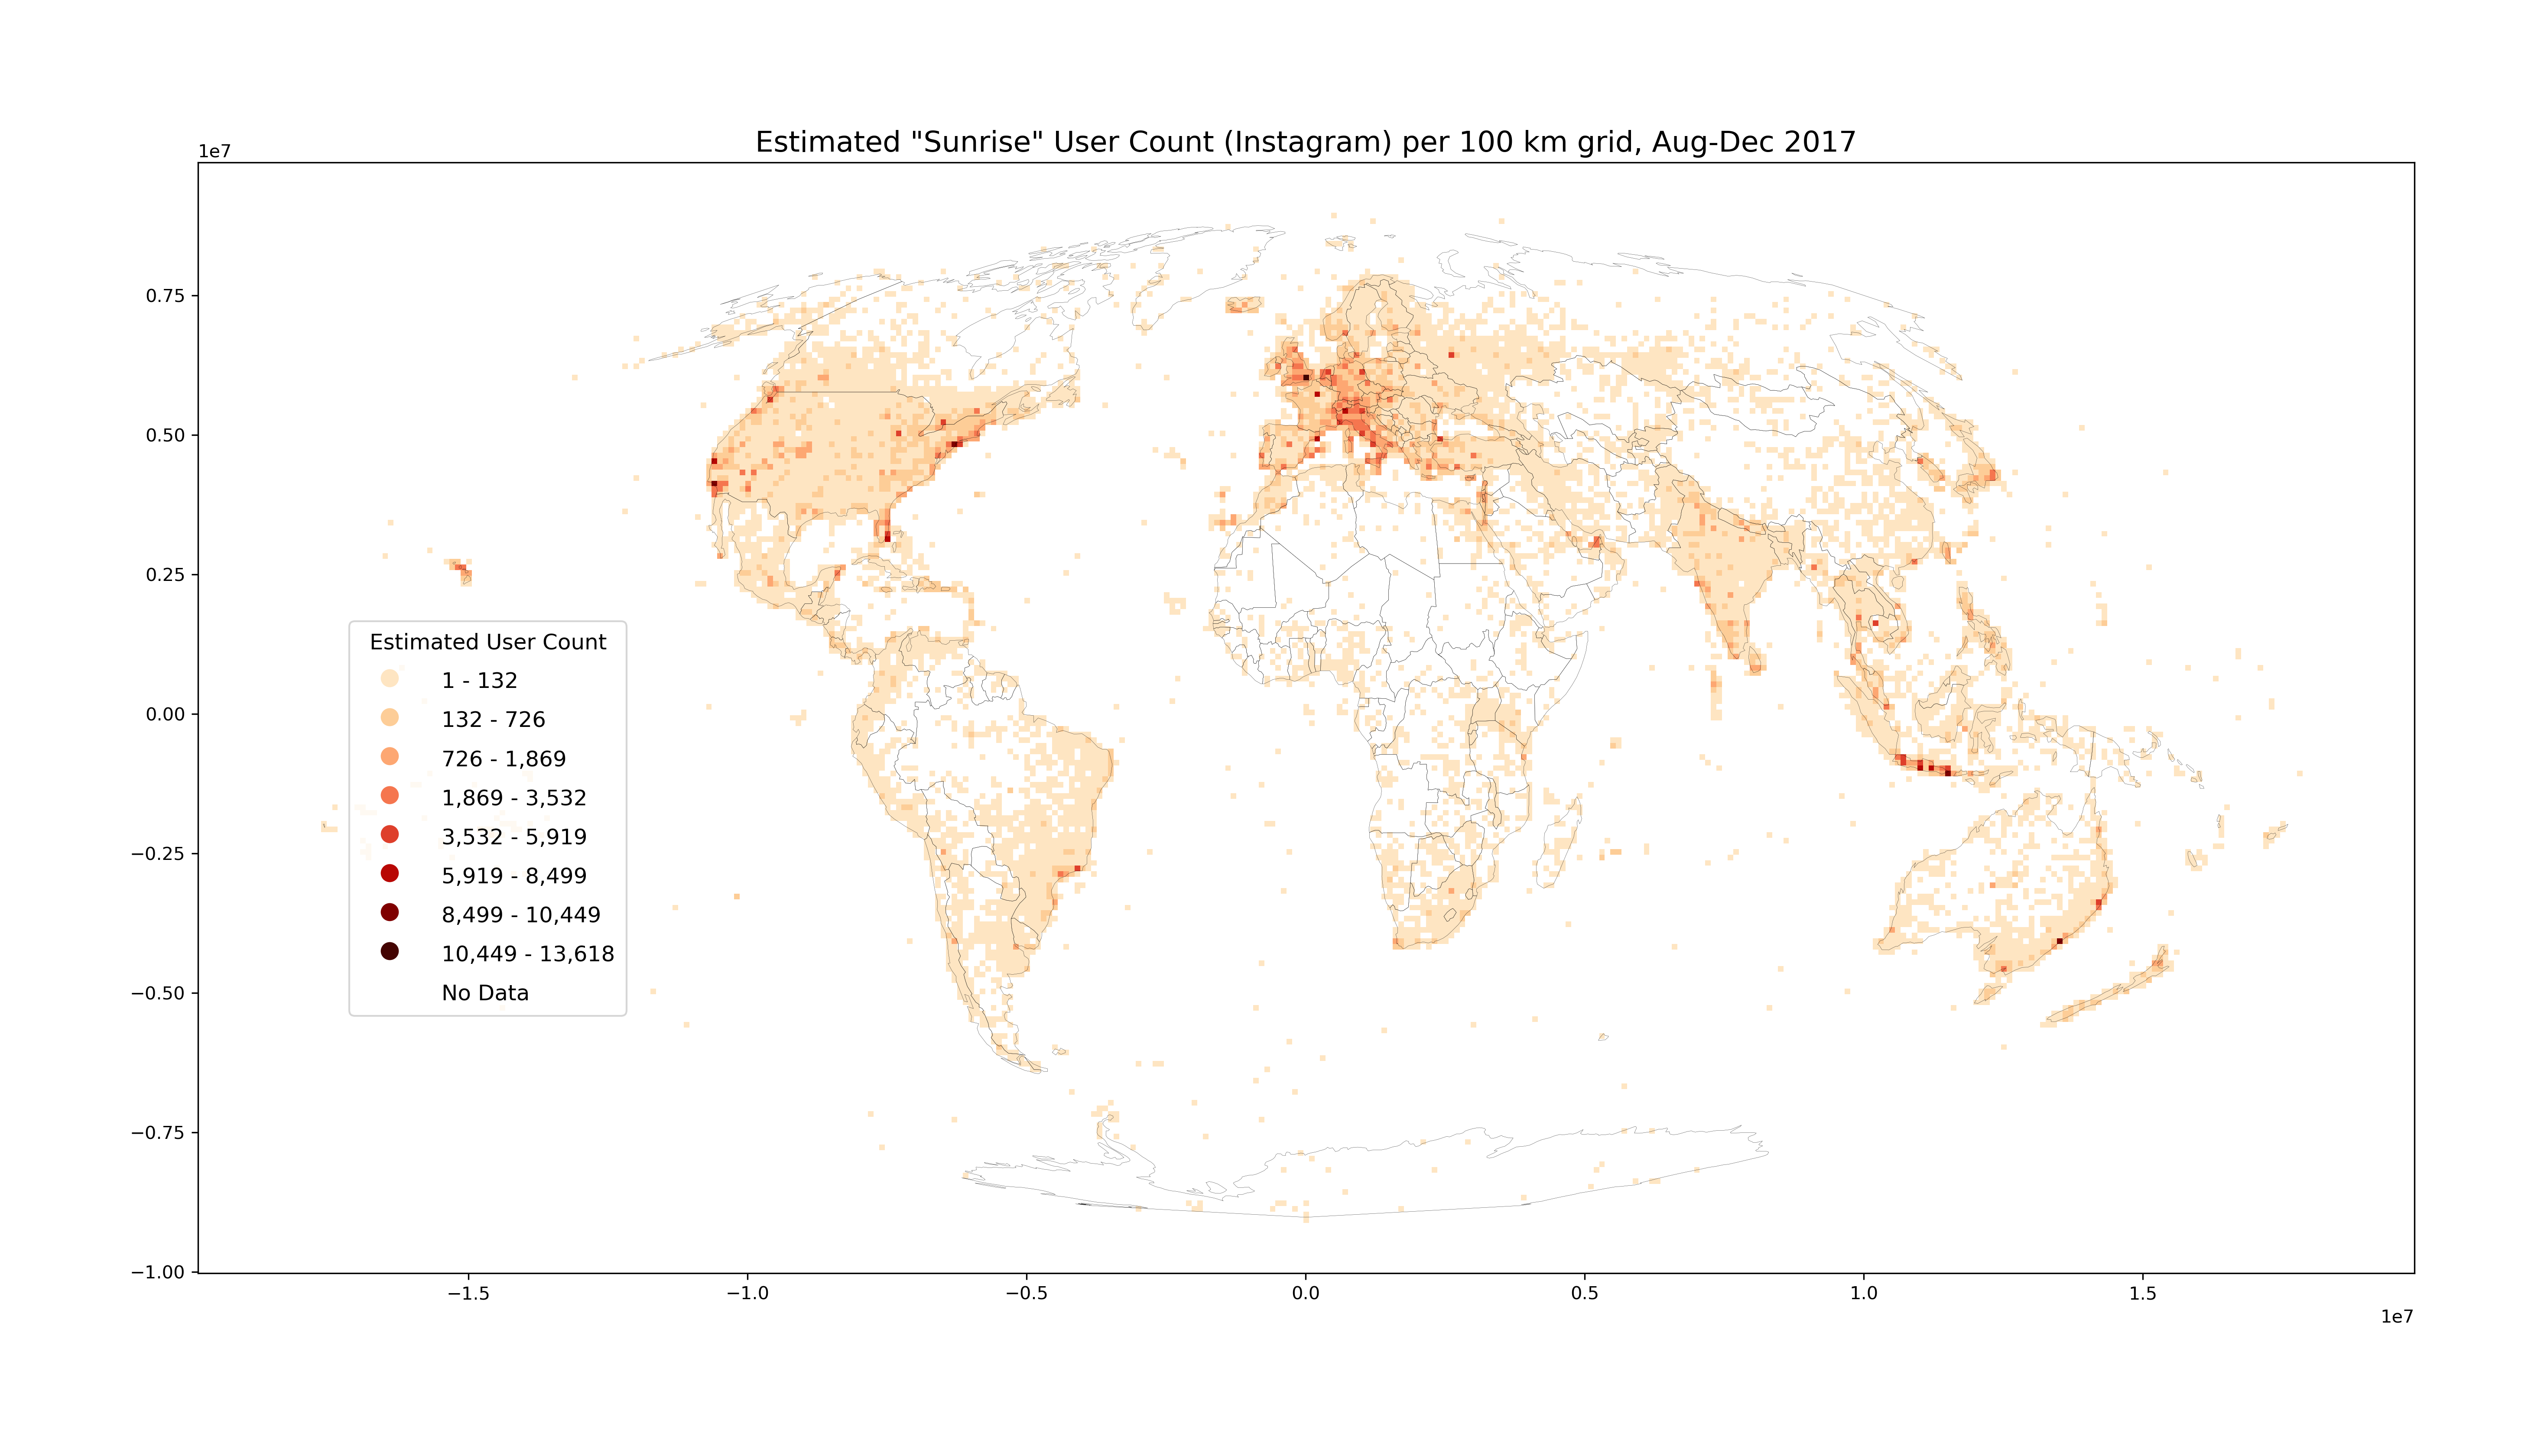 Estimated "Sunrise" User Count (Instagram) per 100 km grid, Aug-Dec 2017
1e7
0.75
0.50
0.25
0.00
−0.25
−0.50
−0.75
−1.00
Estimated User Count
1 - 132
132 - 726
726 - 1,869
1,869 - 3,532
3,532 - 5,919
5,919 - 8,499
8,499 - 10,449
10,449 - 13,618
No Data
−1.5 −1.0 −0.5 0.0 0.5 1.0 1.5
1e7